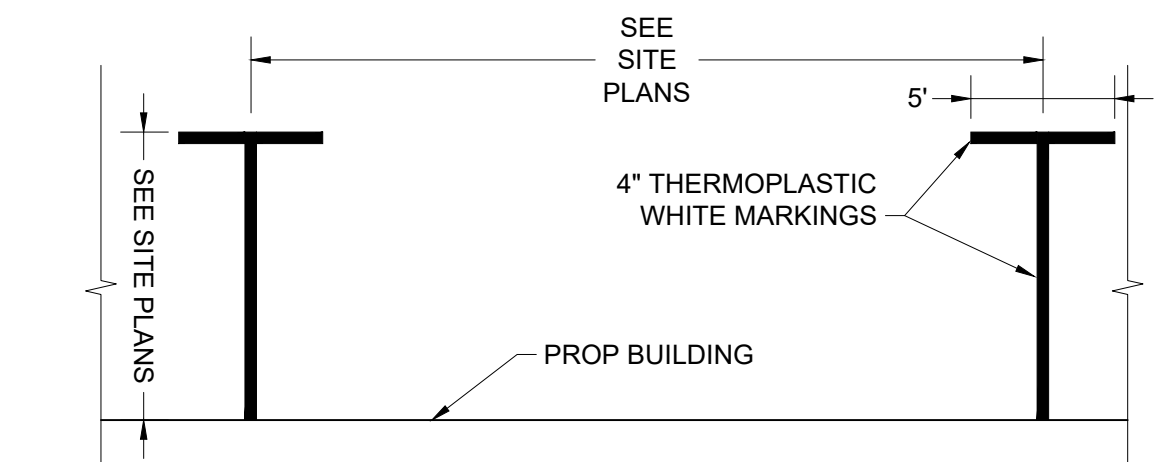 SEE
SITE
PLANS
5'
SEE SITE PLANS
4" THERMOPLASTIC
WHITE MARKINGS
PROP BUILDING